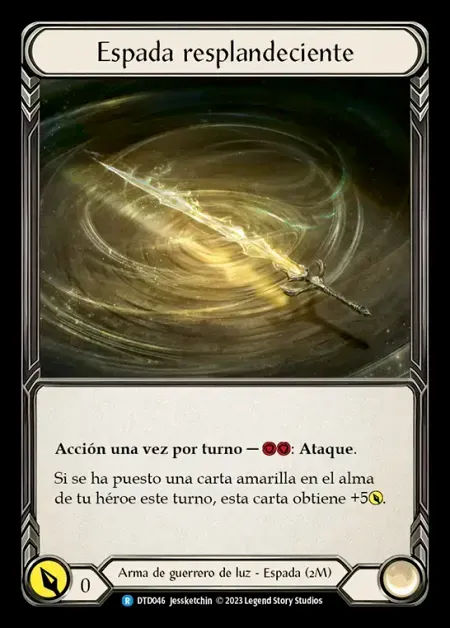 Espada resplandeciente
Acción una vez por turno — : Ataque.
Si se ha puesto una carta amarilla en el alma
de tu héroe este turno, esta carta obtiene +5.
0
Arma de guerrero de luz - Espada (2M)
R DTD046 Jessketchin © 2023 Legend Story Studios